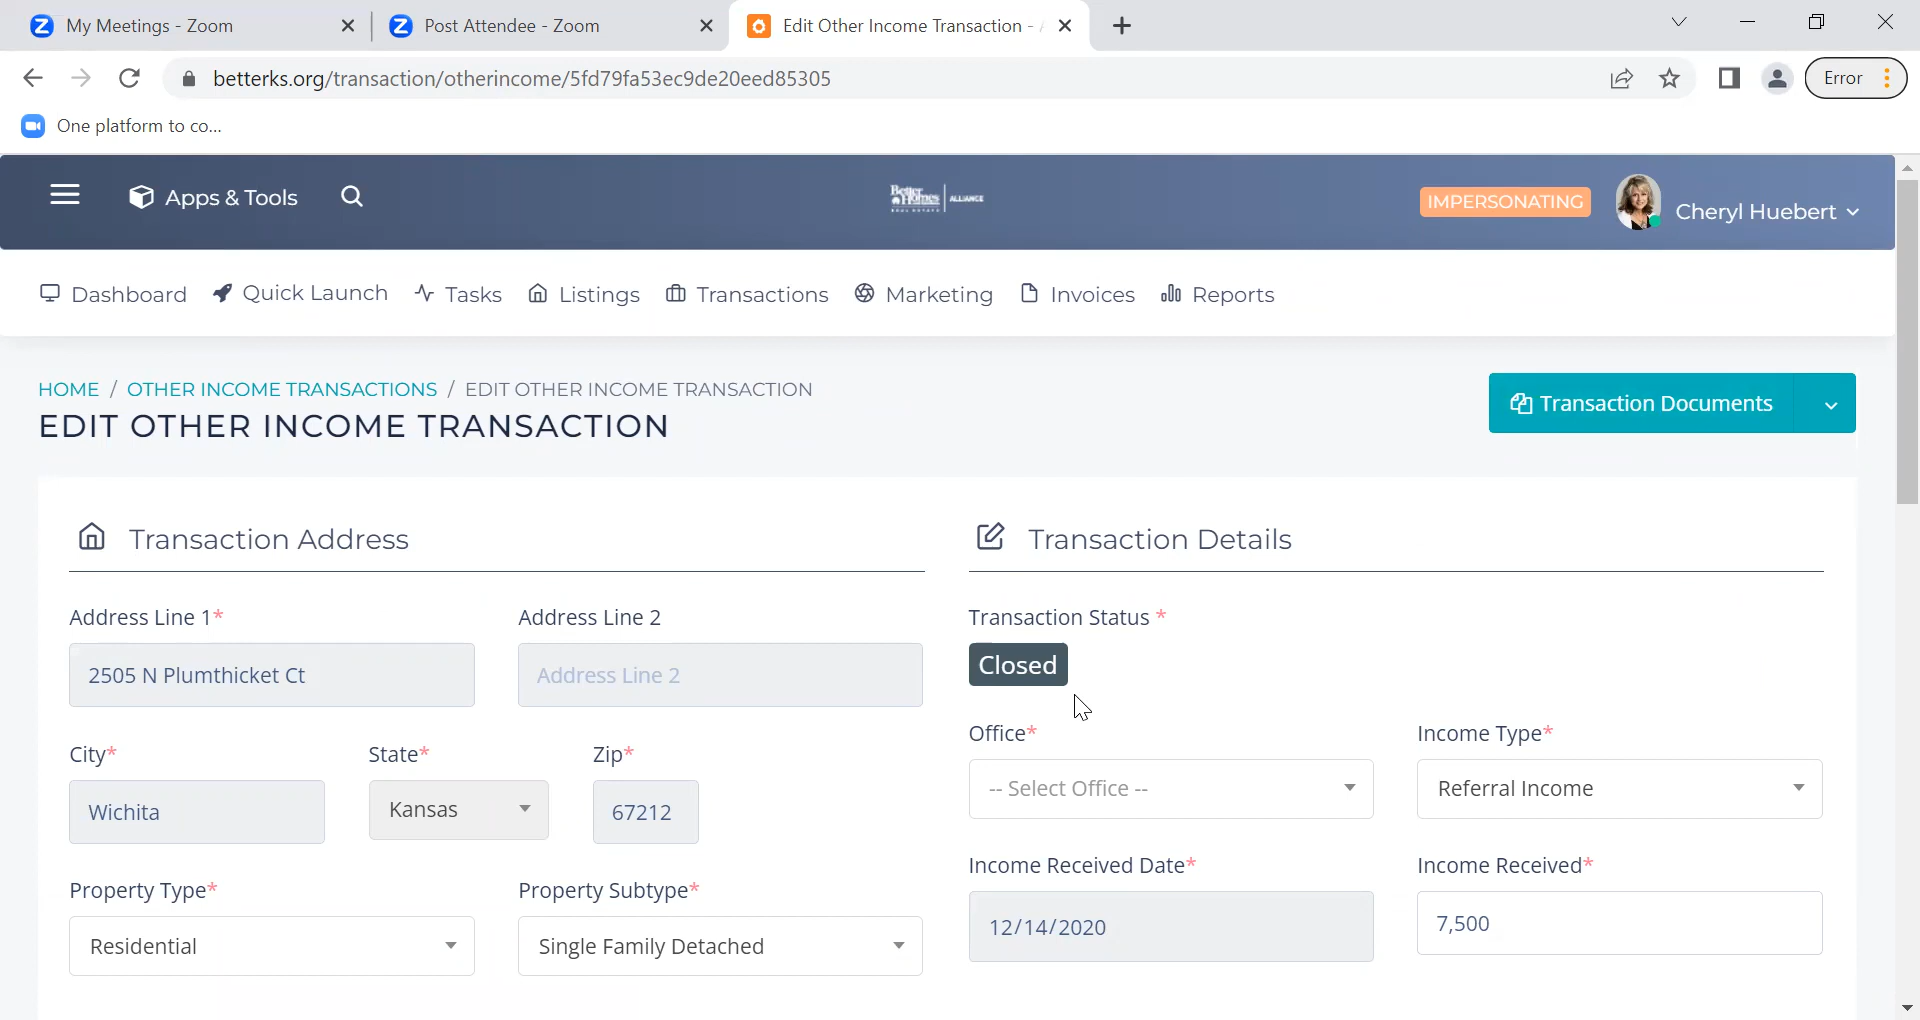 My Meetings - Zoom
Post Attendee - Zoom
Edit Other Income Transaction -
betterks.org/transaction/otherincome/5fd79fa53ec9de20eed85305
Error
One platform to co...
Apps & Tools
Better Homes
REAL ESTATE
ALLIANCE
IMPERSONATING
Cheryl Huebert
Dashboard
Quick Launch
Tasks
Listings
Transactions
Marketing
Invoices
Reports
HOME / OTHER INCOME TRANSACTIONS / EDIT OTHER INCOME TRANSACTION
EDIT OTHER INCOME TRANSACTION
Transaction Documents
Transaction Address
Address Line 1*
Address Line 2
2505 N Plumthicket Ct
Address Line 2
City*
State*
Zip*
Wichita
Kansas
67212
Property Type*
Property Subtype*
Residential
Single Family Detached
Transaction Details
Transaction Status *
Closed
Office*
Income Type*
-- Select Office --
Referral Income
Income Received Date*
Income Received*
12/14/2020
7,500